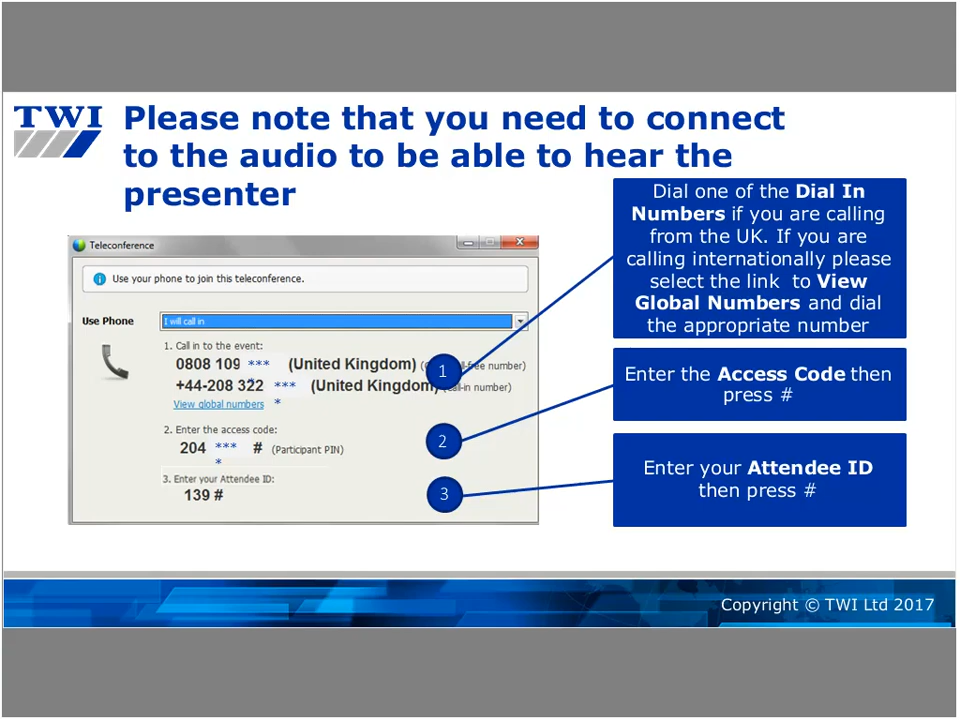 TWI
Please note that you need to connect
to the audio to be able to hear the
presenter
Teleconference
Use your phone to join this teleconference.
Use Phone
I will call in
1. Call in to the event:
0808 109 *** (United Kingdom)
+44-208 322 *** (United Kingdom) (Call-in number)
View global numbers *
2. Enter the access code:
204 *** # (Participant PIN)
*
3. Enter your Attendee ID:
139 #
1
2
3
Dial one of the Dial In
Numbers if you are calling
from the UK. If you are
calling internationally please
select the link to View
Global Numbers and dial
the appropriate number
Enter the Access Code then
press #
Enter your Attendee ID
then press #
Copyright © TWI Ltd 2017